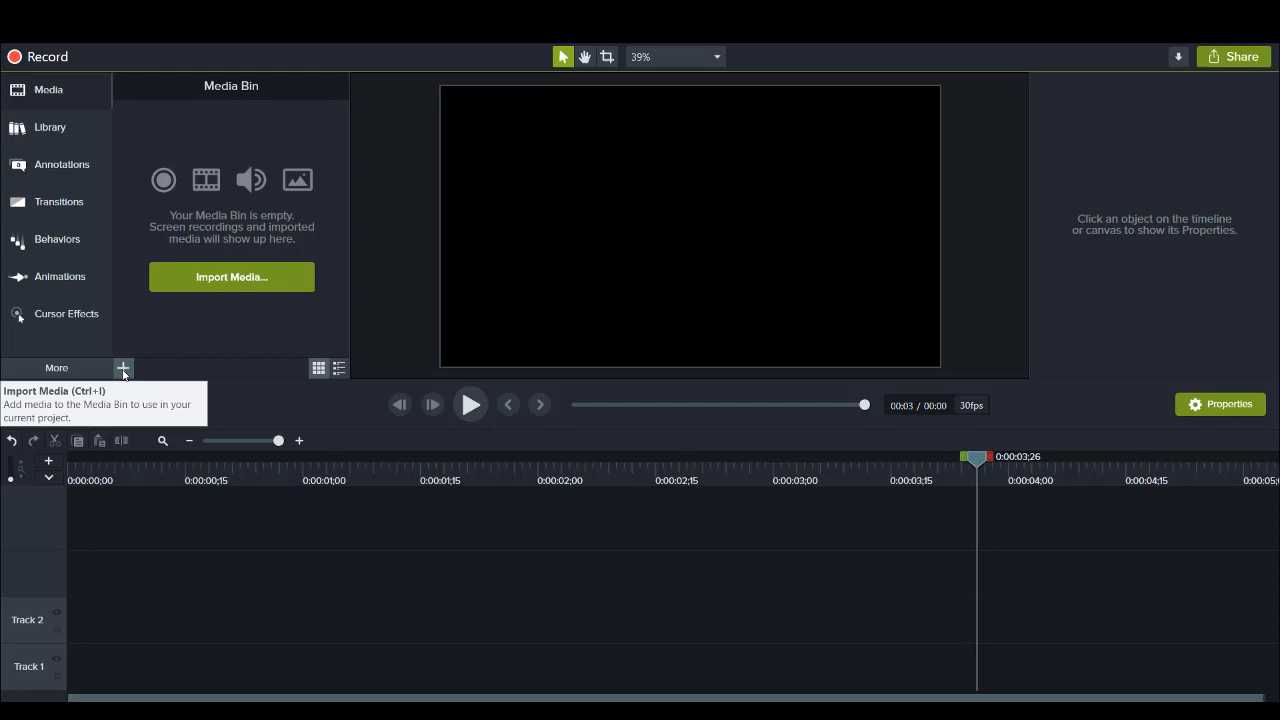 Record
39%
Share
Media
Library
Annotations
Transitions
Behaviors
Animations
Cursor Effects
More
Media Bin
Your Media Bin is empty.
Screen recordings and imported
media will show up here.
Import Media...
Click an object on the timeline
or canvas to show its Properties.
Import Media (Ctrl+I)
Add media to the Media Bin to use in your
current project.
00:03 / 00:00
30fps
Properties
0:00:03;26
0:00:00;00
0:00:00;15
0:00:01;00
0:00:01;15
0:00:02;00
0:00:02;15
0:00:03;00
0:00:03;15
0:00:04;00
0:00:04;15
0:00:05;
Track 2
Track 1